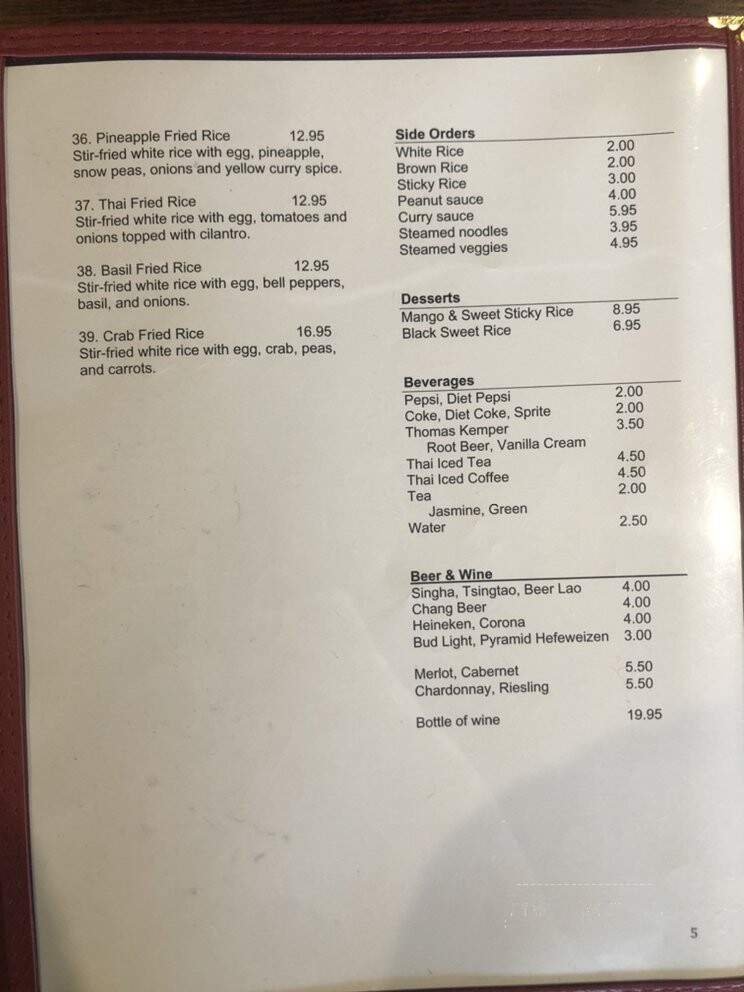 36. Pineapple Fried Rice 12.95
Stir-fried white rice with egg, pineapple,
snow peas, onions and yellow curry spice.
37. Thai Fried Rice 12.95
Stir-fried white rice with egg, tomatoes and
onions topped with cilantro.
38. Basil Fried Rice 12.95
Stir-fried white rice with egg, bell peppers,
basil, and onions.
39. Crab Fried Rice 16.95
Stir-fried white rice with egg, crab, peas,
and carrots.
Side Orders
White Rice 2.00
Brown Rice 2.00
Sticky Rice 3.00
Peanut sauce 4.00
Curry sauce 5.95
Steamed noodles 3.95
Steamed veggies 4.95
Desserts
Mango & Sweet Sticky Rice 8.95
Black Sweet Rice 6.95
Beverages
Pepsi, Diet Pepsi 2.00
Coke, Diet Coke, Sprite 2.00
Thomas Kemper 3.50
Root Beer, Vanilla Cream
Thai Iced Tea 4.50
Thai Iced Coffee 4.50
Tea 2.00
Jasmine, Green
Water 2.50
Beer & Wine
Singha, Tsingtao, Beer Lao 4.00
Chang Beer 4.00
Heineken, Corona 4.00
Bud Light, Pyramid Hefeweizen 3.00
Merlot, Cabernet 5.50
Chardonnay, Riesling 5.50
Bottle of wine 19.95
5